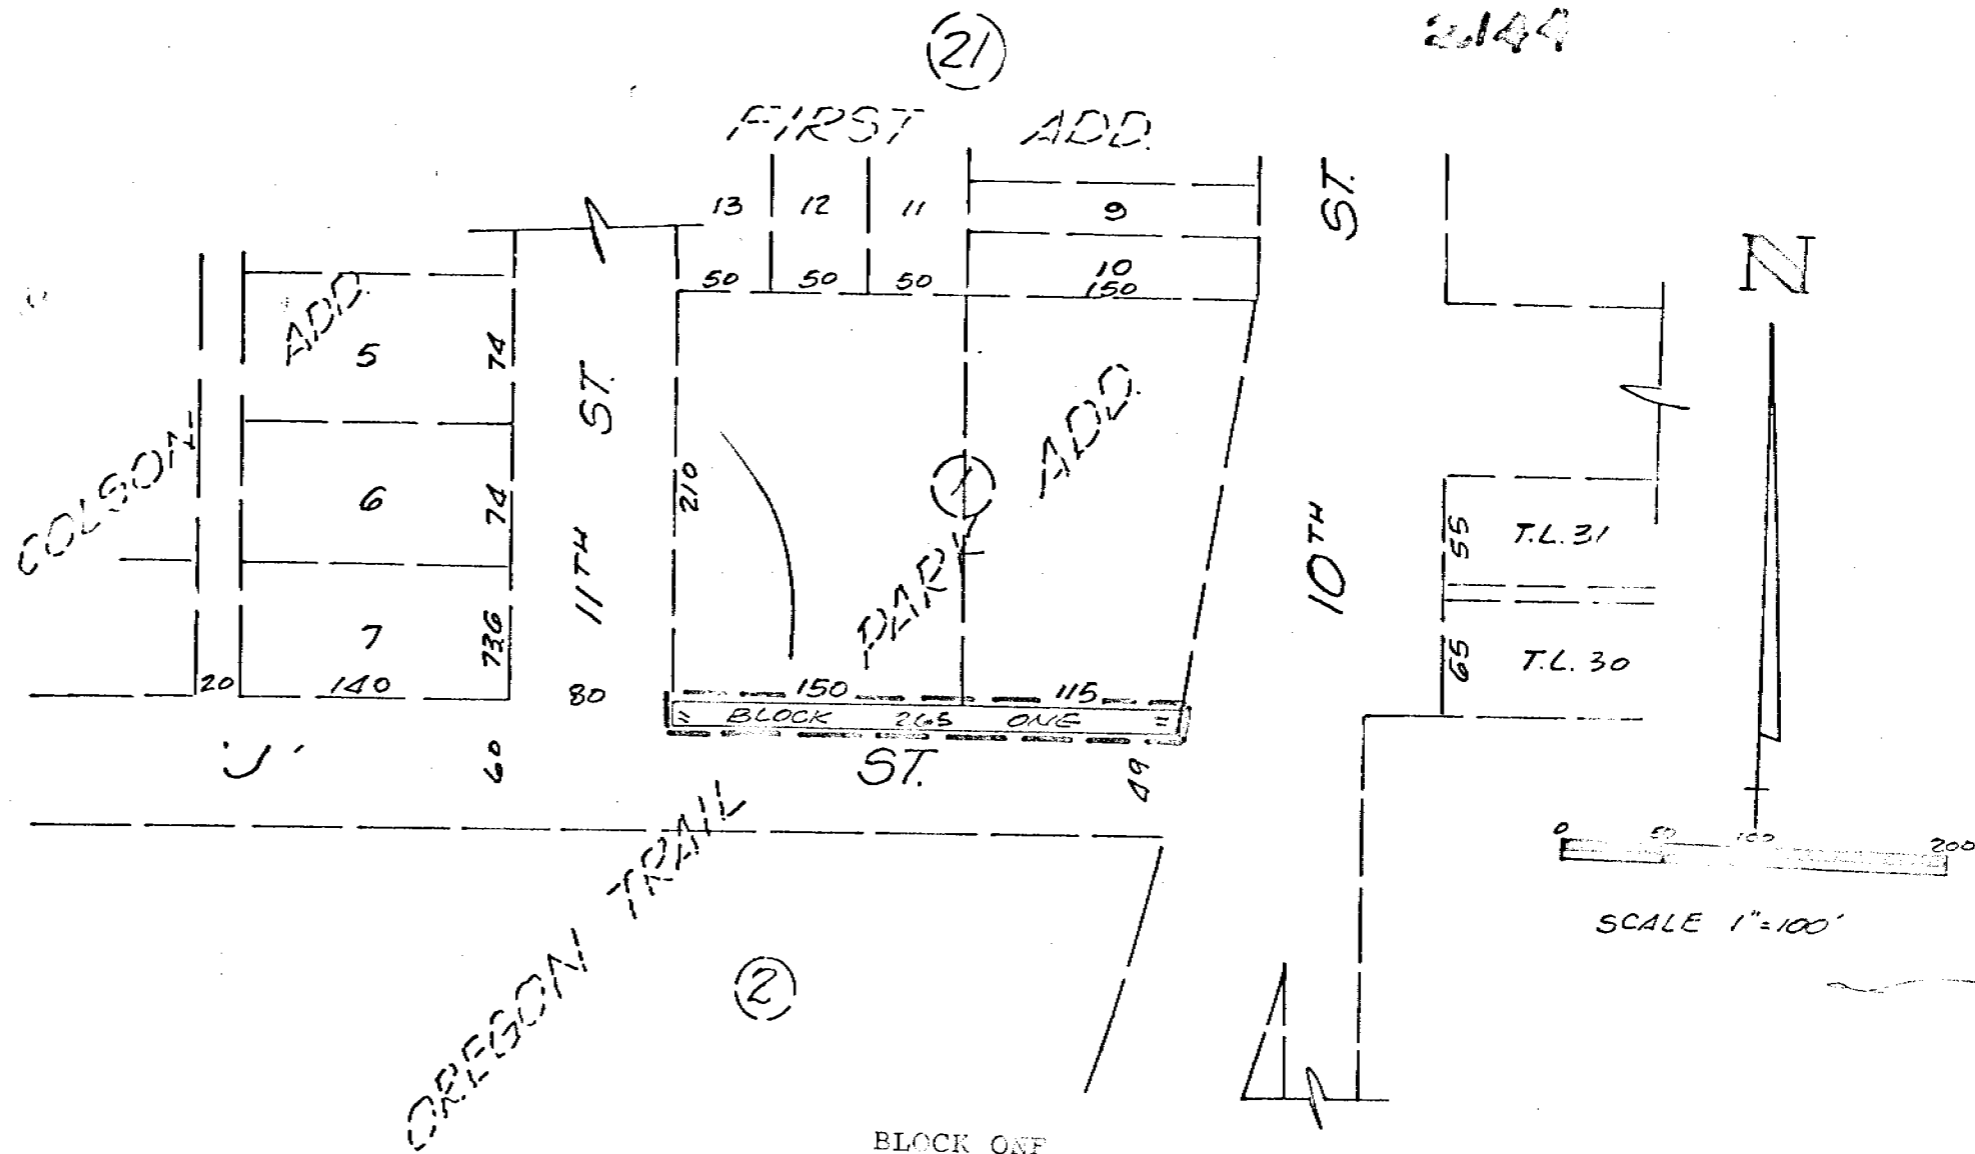 21
2144
FIRST ADD.
ST.
13 12 11 9
N
50 50 50 10
150
ADD.
5
74
ST.
ADD.
COLSON
6
74
210
1
11TH
PARK
10TH
55 T.L. 31
7
736
65 T.L. 30
20 140 80 150 115
BLOCK 265 ONE
'J' 60 ST. 49
OREGON TRAIL
0 50 100 200
SCALE 1"=100'
2
BLOCK ONE